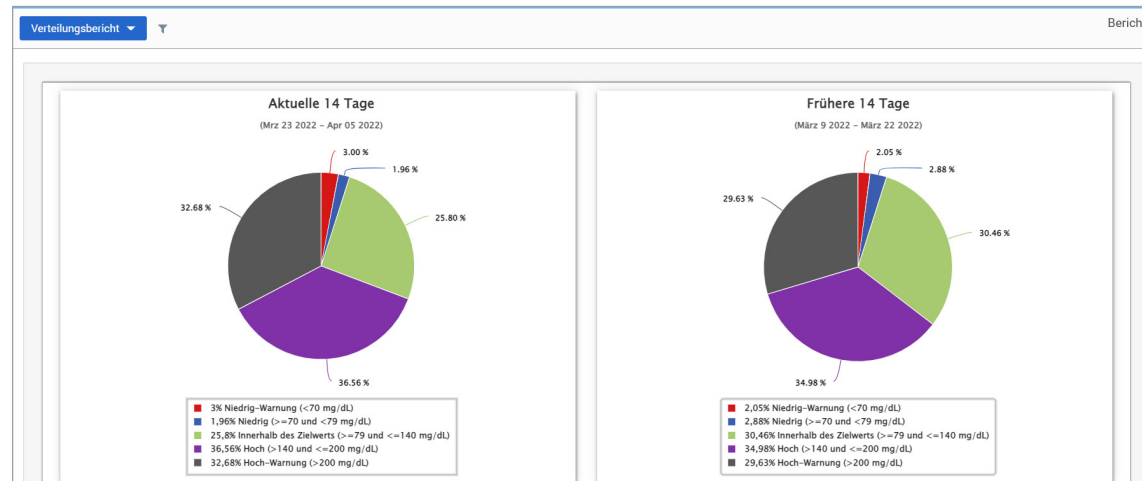 Verteilungsbericht
Aktuelle 14 Tage
(Mrz 23 2022 – Apr 05 2022)
3.00 %
1.96 %
25.80 %
32.68 %
36.56 %
3% Niedrig-Warnung (<70 mg/dL)
1,96% Niedrig (>=70 und <79 mg/dL)
25,8% Innerhalb des Zielwerts (>=79 und <=140 mg/dL)
36,56% Hoch (>140 und <=200 mg/dL)
32,68% Hoch-Warnung (>200 mg/dL)
Frühere 14 Tage
(März 9 2022 – März 22 2022)
2.05 %
2.88 %
29.63 %
30.46 %
34.98 %
2,05% Niedrig-Warnung (<70 mg/dL)
2,88% Niedrig (>=70 und <79 mg/dL)
30,46% Innerhalb des Zielwerts (>=79 und <=140 mg/dL)
34,98% Hoch (>140 und <=200 mg/dL)
29,63% Hoch-Warnung (>200 mg/dL)